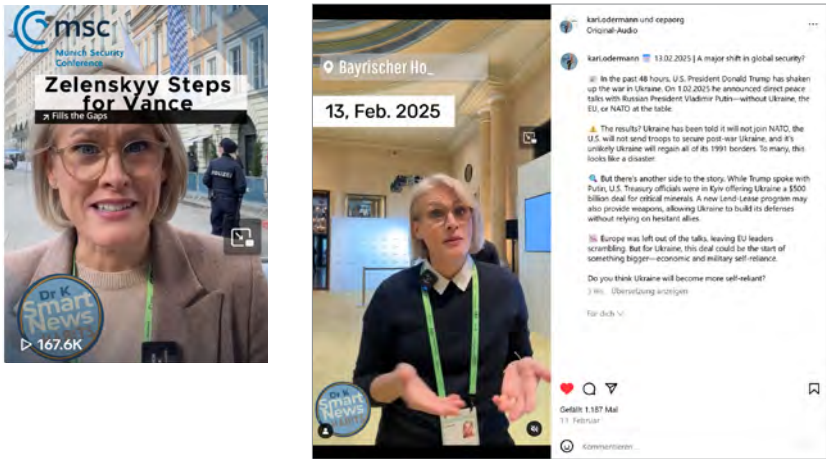 msc
Munich Security
Conference
Zelenskyy Steps
for Vance
Fills the Gaps
POLIZEI
Dr K
Smart
News
167.6K
Bayrischer Ho_
13, Feb. 2025
Dr K
Smart
News
kari.odermann und cepaorg
Original-Audio
kari.odermann 13.02.2025 | A major shift in global security?
In the past 48 hours, U.S. President Donald Trump has shaken
up the war in Ukraine. On 1.02.2025 he announced direct peace
talks with Russian President Vladimir Putin—without Ukraine, the
EU, or NATO at the table.
The results? Ukraine has been told it will not join NATO, the
U.S. will not send troops to secure post-war Ukraine, and it's
unlikely Ukraine will regain all of its 1991 borders. To many, this
looks like a disaster.
But there's another side to the story. While Trump spoke with
Putin, U.S. Treasury officials were in Kyiv offering Ukraine a $500
billion deal for critical minerals. A new Lend-Lease program may
also provide weapons, allowing Ukraine to build its defenses
without relying on hesitant allies.
Europe was left out of the talks, leaving EU leaders
scrambling. But for Ukraine, this deal could be the start of
something bigger—economic and military self-reliance.
Do you think Ukraine will become more self-reliant?
Übersetzung anzeigen
Für dich
Gefällt 1.187 Mal
Februar
Kommentieren...